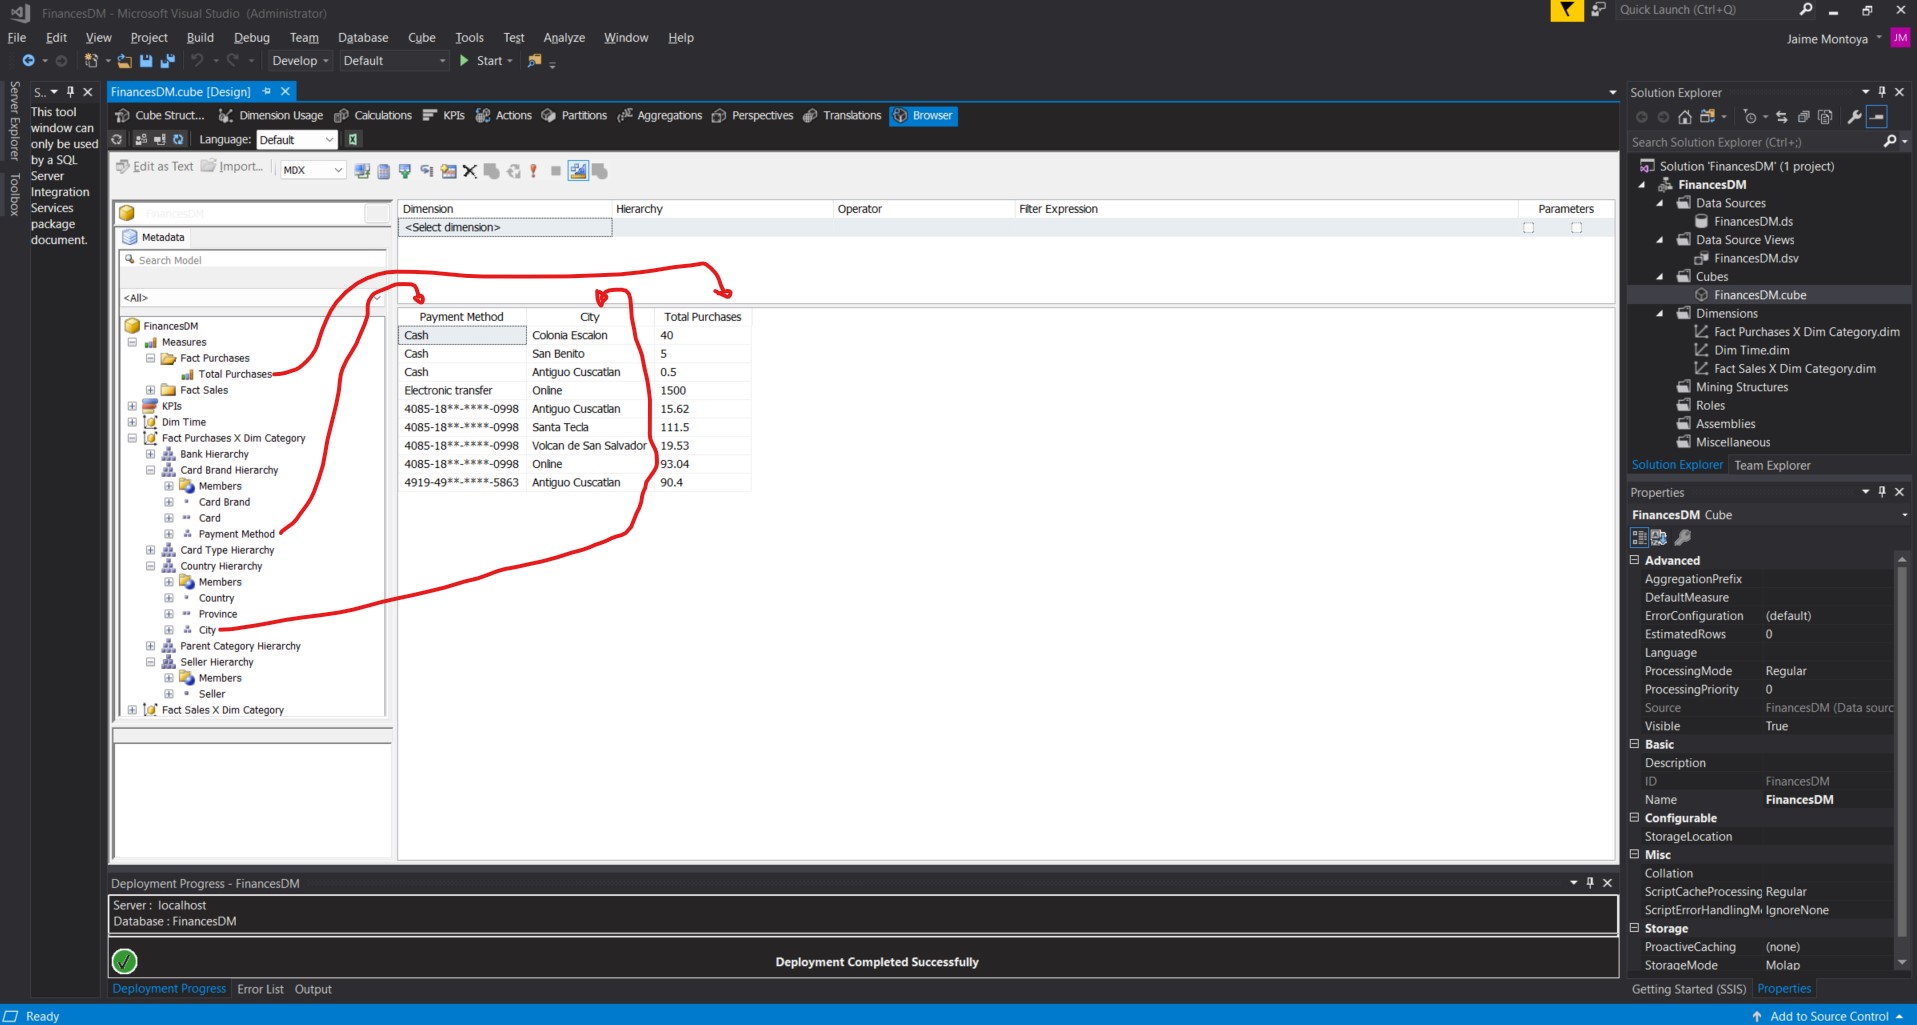 FinancesDM - Microsoft Visual Studio (Administrator)
Quick Launch (Ctrl+Q)
File Edit View Project Build Debug Team Database Cube Tools Test Analyze Window Help
Jaime Montoya JM
Develop Default Start
Server Explorer
Toolbox
S..
This tool
window can
only be used
by a SQL
Server
Integration
Services
package
document.
FinancesDM.cube [Design]
Cube Struct... Dimension Usage Calculations KPIs Actions Partitions Aggregations Perspectives Translations Browser
Language: Default
Edit as Text Import... MDX
FinancesDM
Metadata
Search Model
<All>
FinancesDM
Measures
Fact Purchases
Total Purchases
Fact Sales
KPIs
Dim Time
Fact Purchases X Dim Category
Bank Hierarchy
Card Brand Hierarchy
Members
Card Brand
Card
Payment Method
Card Type Hierarchy
Country Hierarchy
Members
Country
Province
City
Parent Category Hierarchy
Seller Hierarchy
Members
Seller
Fact Sales X Dim Category
Dimension Hierarchy Operator Filter Expression Parameters
<Select dimension>
Payment Method City Total Purchases
Cash Colonia Escalon 40
Cash San Benito 5
Cash Antiguo Cuscatlan 0.5
Electronic transfer Online 1500
4085-18**-****-0998 Antiguo Cuscatlan 15.62
4085-18**-****-0998 Santa Tecla 111.5
4085-18**-****-0998 Volcan de San Salvador 19.53
4085-18**-****-0998 Online 93.04
4919-49**-****-5863 Antiguo Cuscatlan 90.4
Deployment Progress - FinancesDM
Server : localhost
Database : FinancesDM
Deployment Completed Successfully
Deployment Progress Error List Output
Solution Explorer
Search Solution Explorer (Ctrl+;)
Solution 'FinancesDM' (1 project)
FinancesDM
Data Sources
FinancesDM.ds
Data Source Views
FinancesDM.dsv
Cubes
FinancesDM.cube
Dimensions
Fact Purchases X Dim Category.dim
Dim Time.dim
Fact Sales X Dim Category.dim
Mining Structures
Roles
Assemblies
Miscellaneous
Solution Explorer Team Explorer
Properties
FinancesDM Cube
Advanced
AggregationPrefix
DefaultMeasure
ErrorConfiguration (default)
EstimatedRows 0
Language
ProcessingMode Regular
ProcessingPriority 0
Source FinancesDM (Data sourc
Visible True
Basic
Description
ID FinancesDM
Name FinancesDM
Configurable
StorageLocation
Misc
Collation
ScriptCacheProcessing Regular
ScriptErrorHandlingM IgnoreNone
Storage
ProactiveCaching (none)
StorageMode Molap
Getting Started (SSIS) Properties
Ready
Add to Source Control